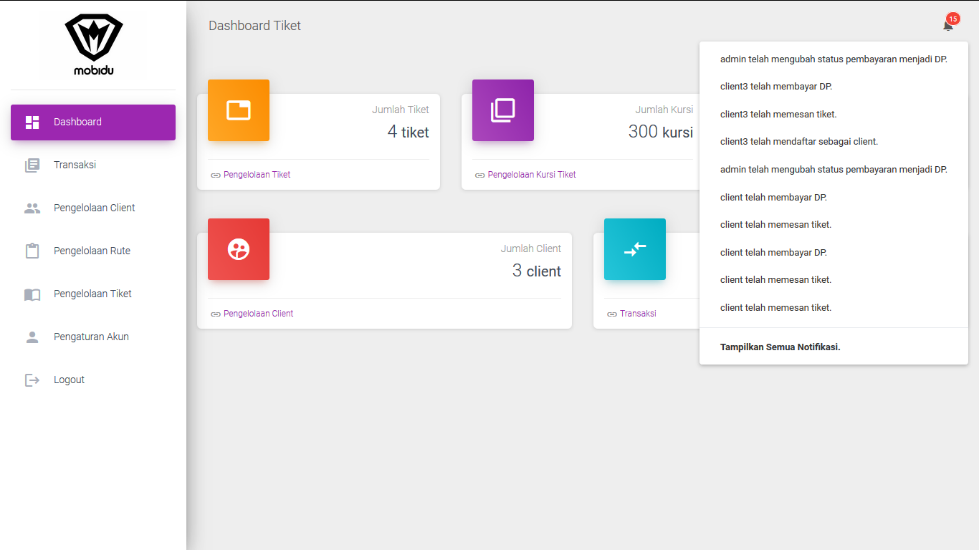 mobidu
Dashboard
Transaksi
Pengelolaan Client
Pengelolaan Rute
Pengelolaan Tiket
Pengaturan Akun
Logout
Dashboard Tiket
15
Jumlah Tiket
4 tiket
Pengelolaan Tiket
Jumlah Kursi
300 kursi
Pengelolaan Kursi Tiket
Jumlah Client
3 client
Pengelolaan Client
Transaksi
admin telah mengubah status pembayaran menjadi DP.
client3 telah membayar DP.
client3 telah memesan tiket.
client3 telah mendaftar sebagai client.
admin telah mengubah status pembayaran menjadi DP.
client telah membayar DP.
client telah memesan tiket.
client telah membayar DP.
client telah memesan tiket.
client telah memesan tiket.
Tampilkan Semua Notifikasi.